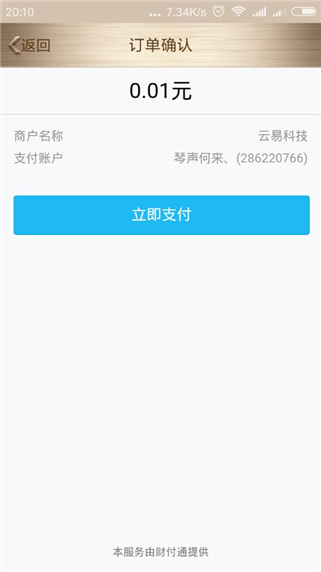 20:10 ... 7.34K/s
返回 订单确认
0.01元
商户名称 云易科技
支付账户 琴声何来、(286220766)
立即支付
本服务由财付通提供